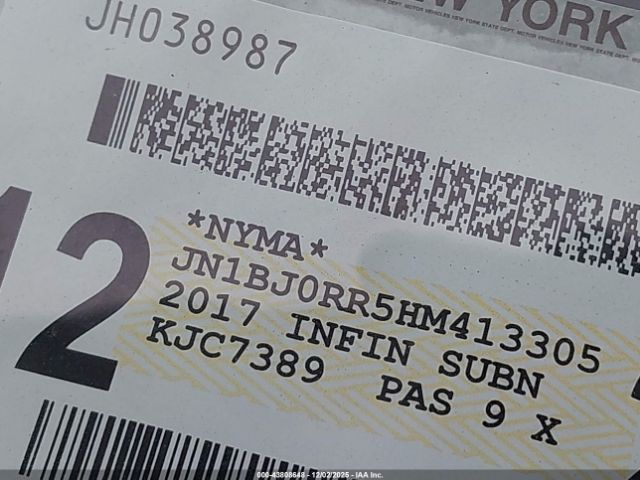 NEW YORK
JH038987
12
*NYMA*
JN1BJ0RR5HM413305
2017 INFIN SUBN
KJC7389 PAS 9 X
000-43808648 - 12/02/2025 - IAA Inc.